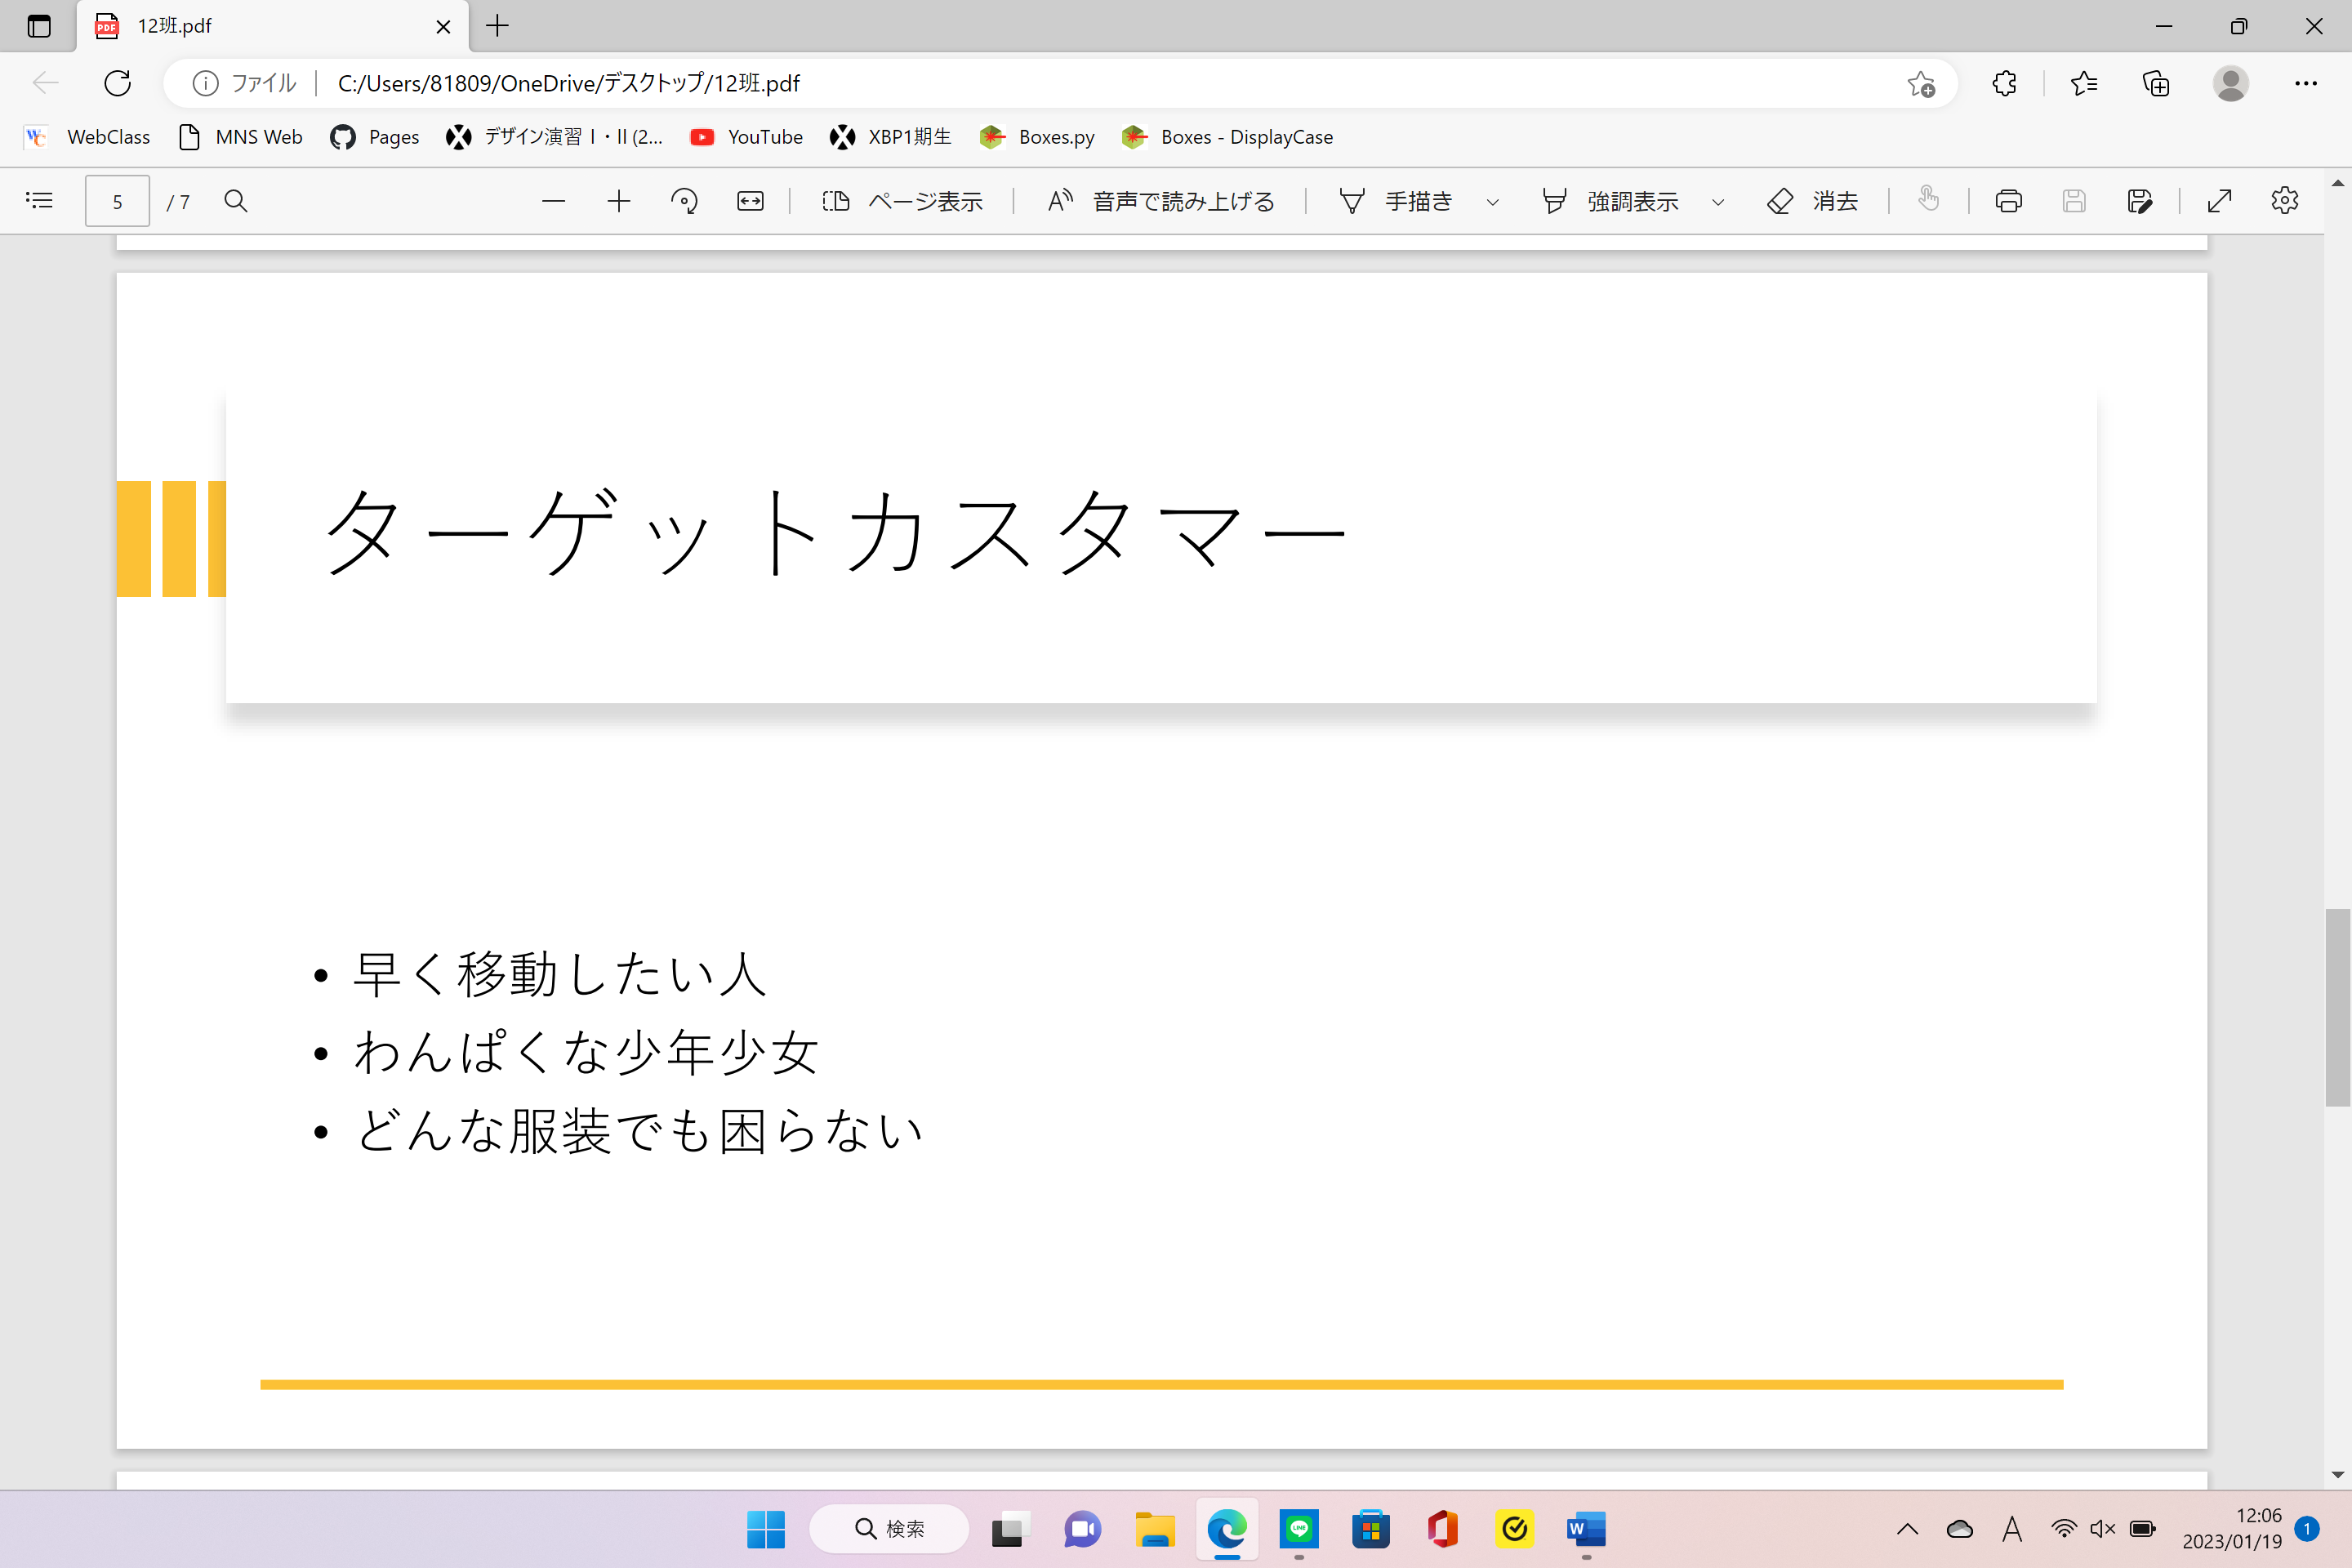 12班.pdf
ファイル C:/Users/81809/OneDrive/デスクトップ/12班.pdf
WebClass MNS Web Pages デザイン演習Ⅰ・Ⅱ(2... YouTube XBP1期生 Boxes.py Boxes - DisplayCase
5 / 7 ページ表示 音声で読み上げる 手描き 強調表示 消去
ターゲットカスタマー
• 早く移動したい人
• わんぱくな少年少女
• どんな服装でも困らない
検索
A
12:06
2023/01/19
1